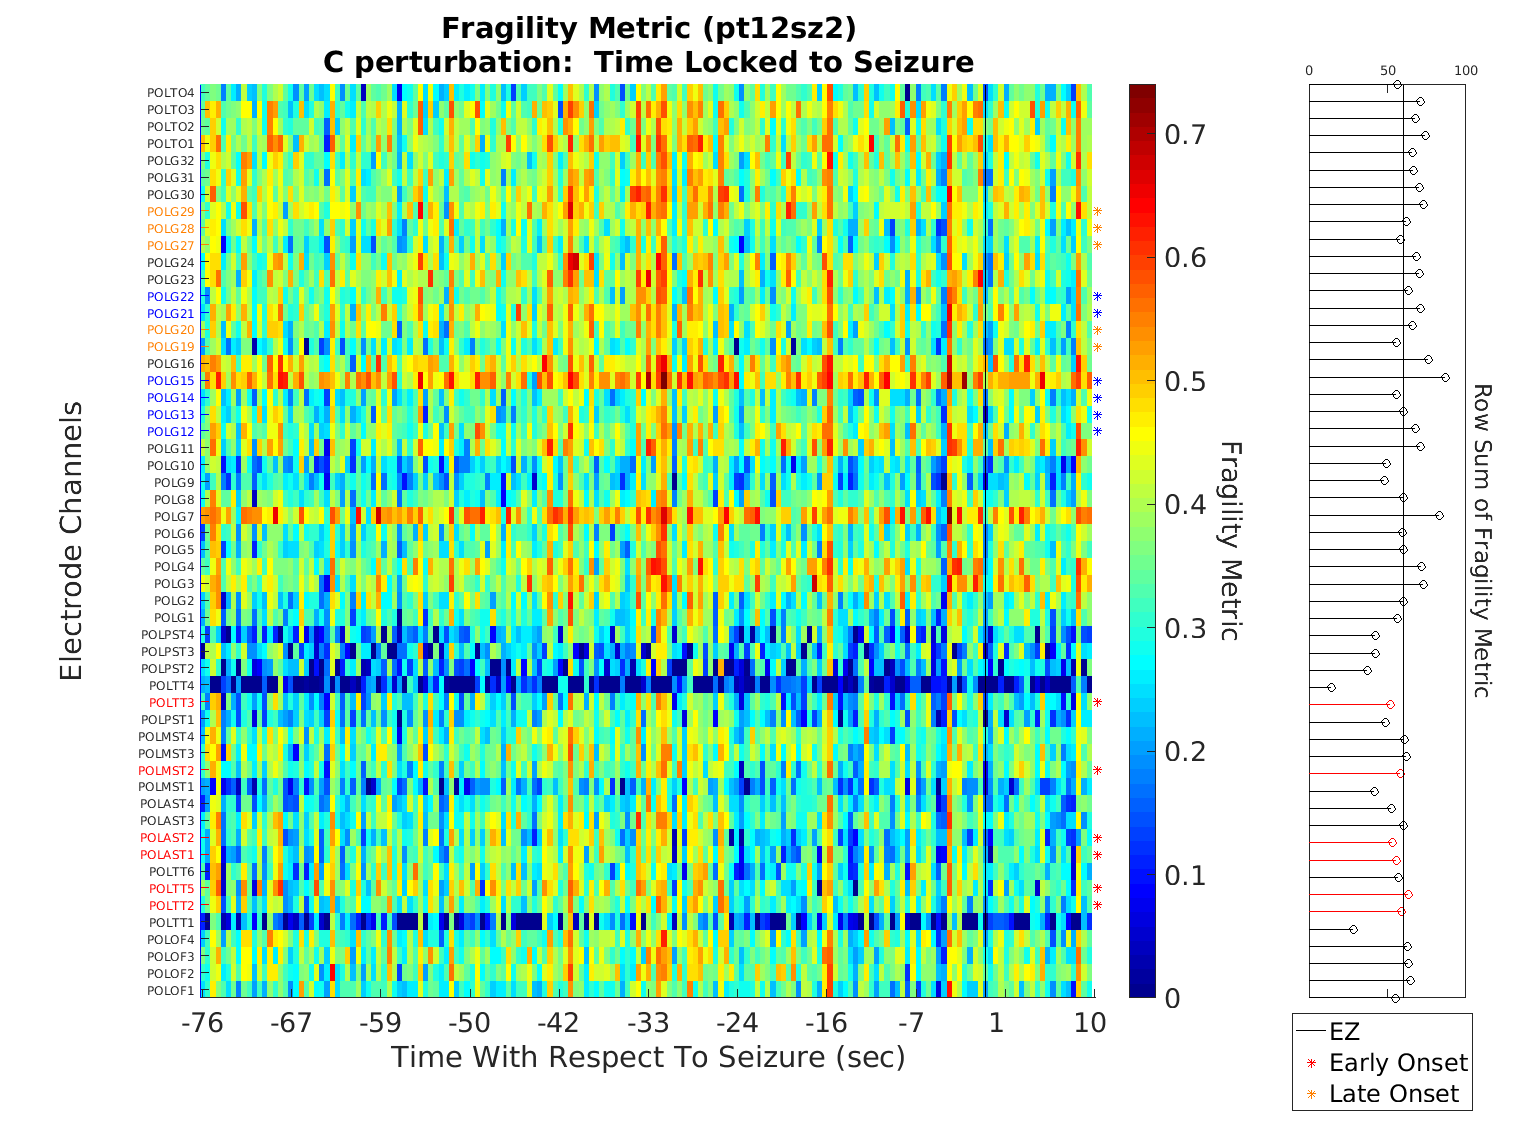 Fragility Metric (pt12sz2)
C perturbation:  Time Locked to Seizure
0 50 100
POLTO4
POLTO3
POLTO2
POLTO1
POLG32
POLG31
POLG30
POLG29
POLG28
POLG27
POLG24
POLG23
POLG22
POLG21
POLG20
POLG19
POLG16
POLG15
POLG14
POLG13
POLG12
POLG11
POLG10
POLG9
POLG8
POLG7
POLG6
POLG5
POLG4
POLG3
POLG2
POLG1
POLPST4
POLPST3
POLPST2
POLTT4
POLTT3
POLPST1
POLMST4
POLMST3
POLMST2
POLMST1
POLAST4
POLAST3
POLAST2
POLAST1
POLTT6
POLTT5
POLTT2
POLTT1
POLOF4
POLOF3
POLOF2
POLOF1
Electrode Channels
-76 -67 -59 -50 -42 -33 -24 -16 -7 1 10
Time With Respect To Seizure (sec)
0.7
0.6
0.5
0.4
0.3
0.2
0.1
0
Fragility Metric
Row Sum of Fragility Metric
EZ
Early Onset
Late Onset